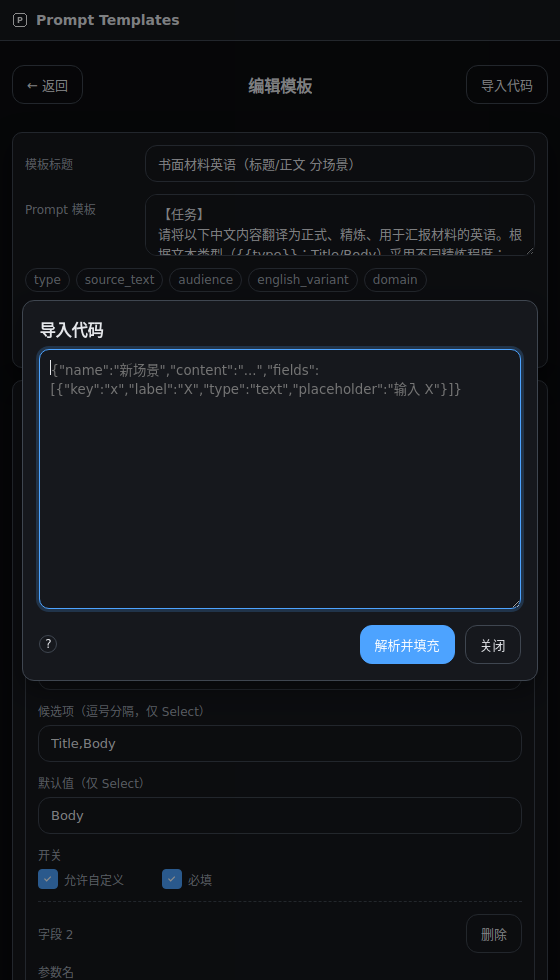 P Prompt Templates
← 返回
编辑模板
导入代码
模板标题
书面材料英语（标题/正文 分场景）
Prompt 模板
【任务】
请将以下中文内容翻译为正式、精炼、用于汇报材料的英语。根
据文本类型（{{type}}：Title/Body）采用不同精炼程度：
type
source_text
audience
english_variant
domain
导入代码
{"name":"新场景","content":"...","fields":
[{"key":"x","label":"X","type":"text","placeholder":"输入 X"}]}
?
解析并填充
关闭
候选项（逗号分隔，仅 Select）
Title,Body
默认值（仅 Select）
Body
开关
允许自定义
必填
字段 2
删除
参数名